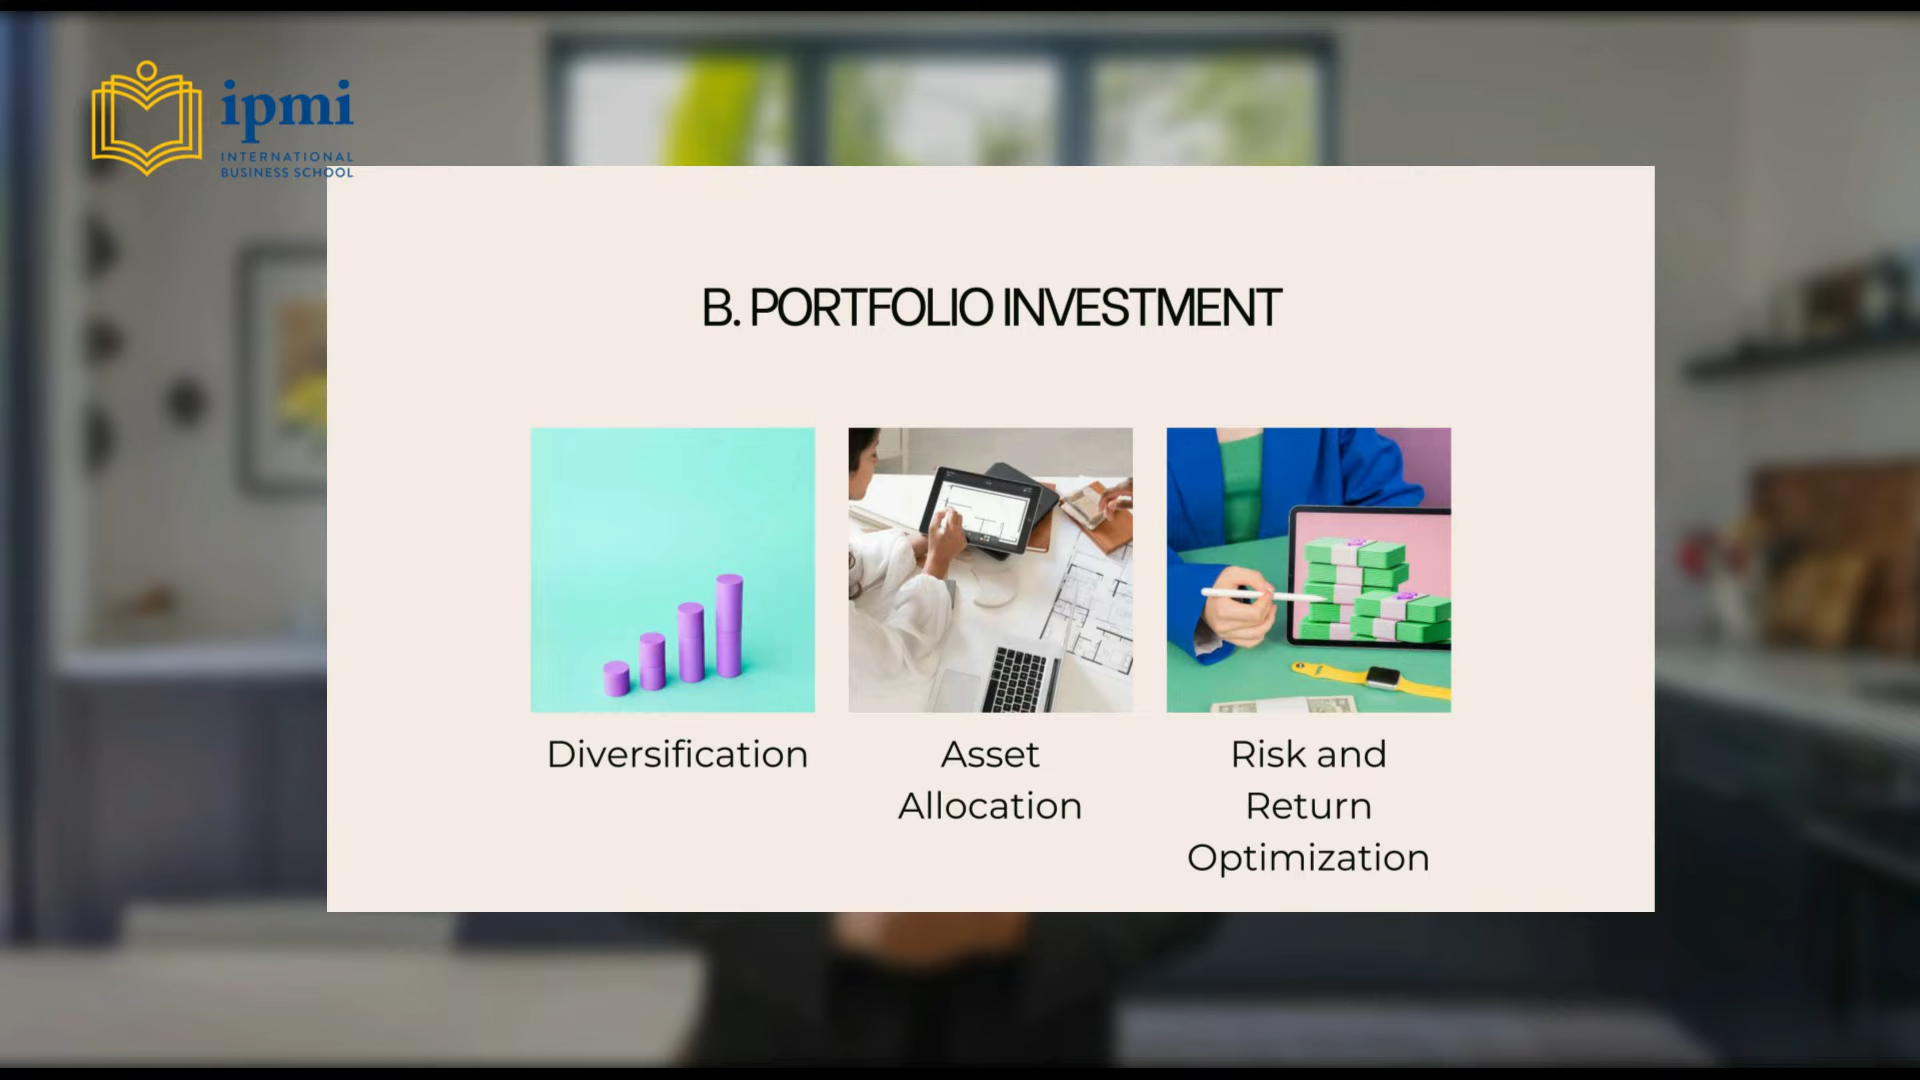 ipmi
INTERNATIONAL
BUSINESS SCHOOL
B. PORTFOLIO INVESTMENT
Diversification
Asset
Allocation
Risk and
Return
Optimization